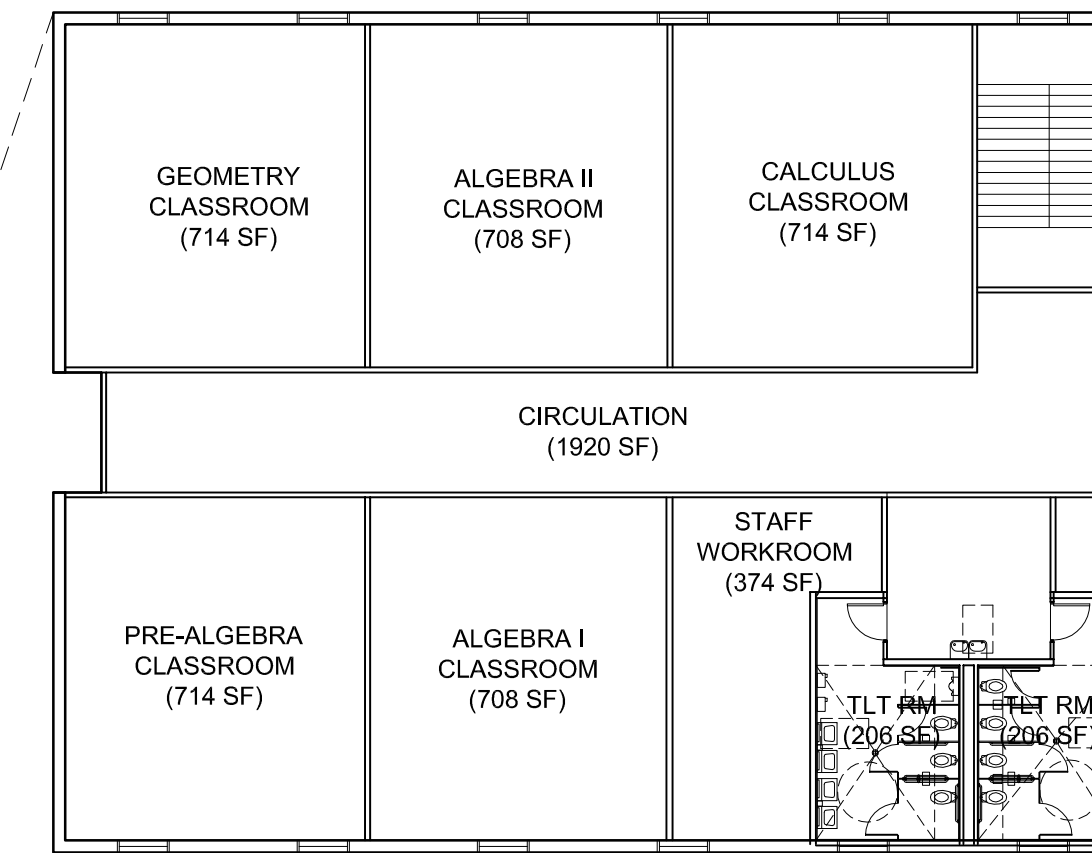 GEOMETRY
CLASSROOM
(714 SF)
ALGEBRA II
CLASSROOM
(708 SF)
CALCULUS
CLASSROOM
(714 SF)
CIRCULATION
(1920 SF)
STAFF
WORKROOM
(374 SF)
PRE-ALGEBRA
CLASSROOM
(714 SF)
ALGEBRA I
CLASSROOM
(708 SF)
TLT RM
(206 SF)
TLT RM
(206 SF)